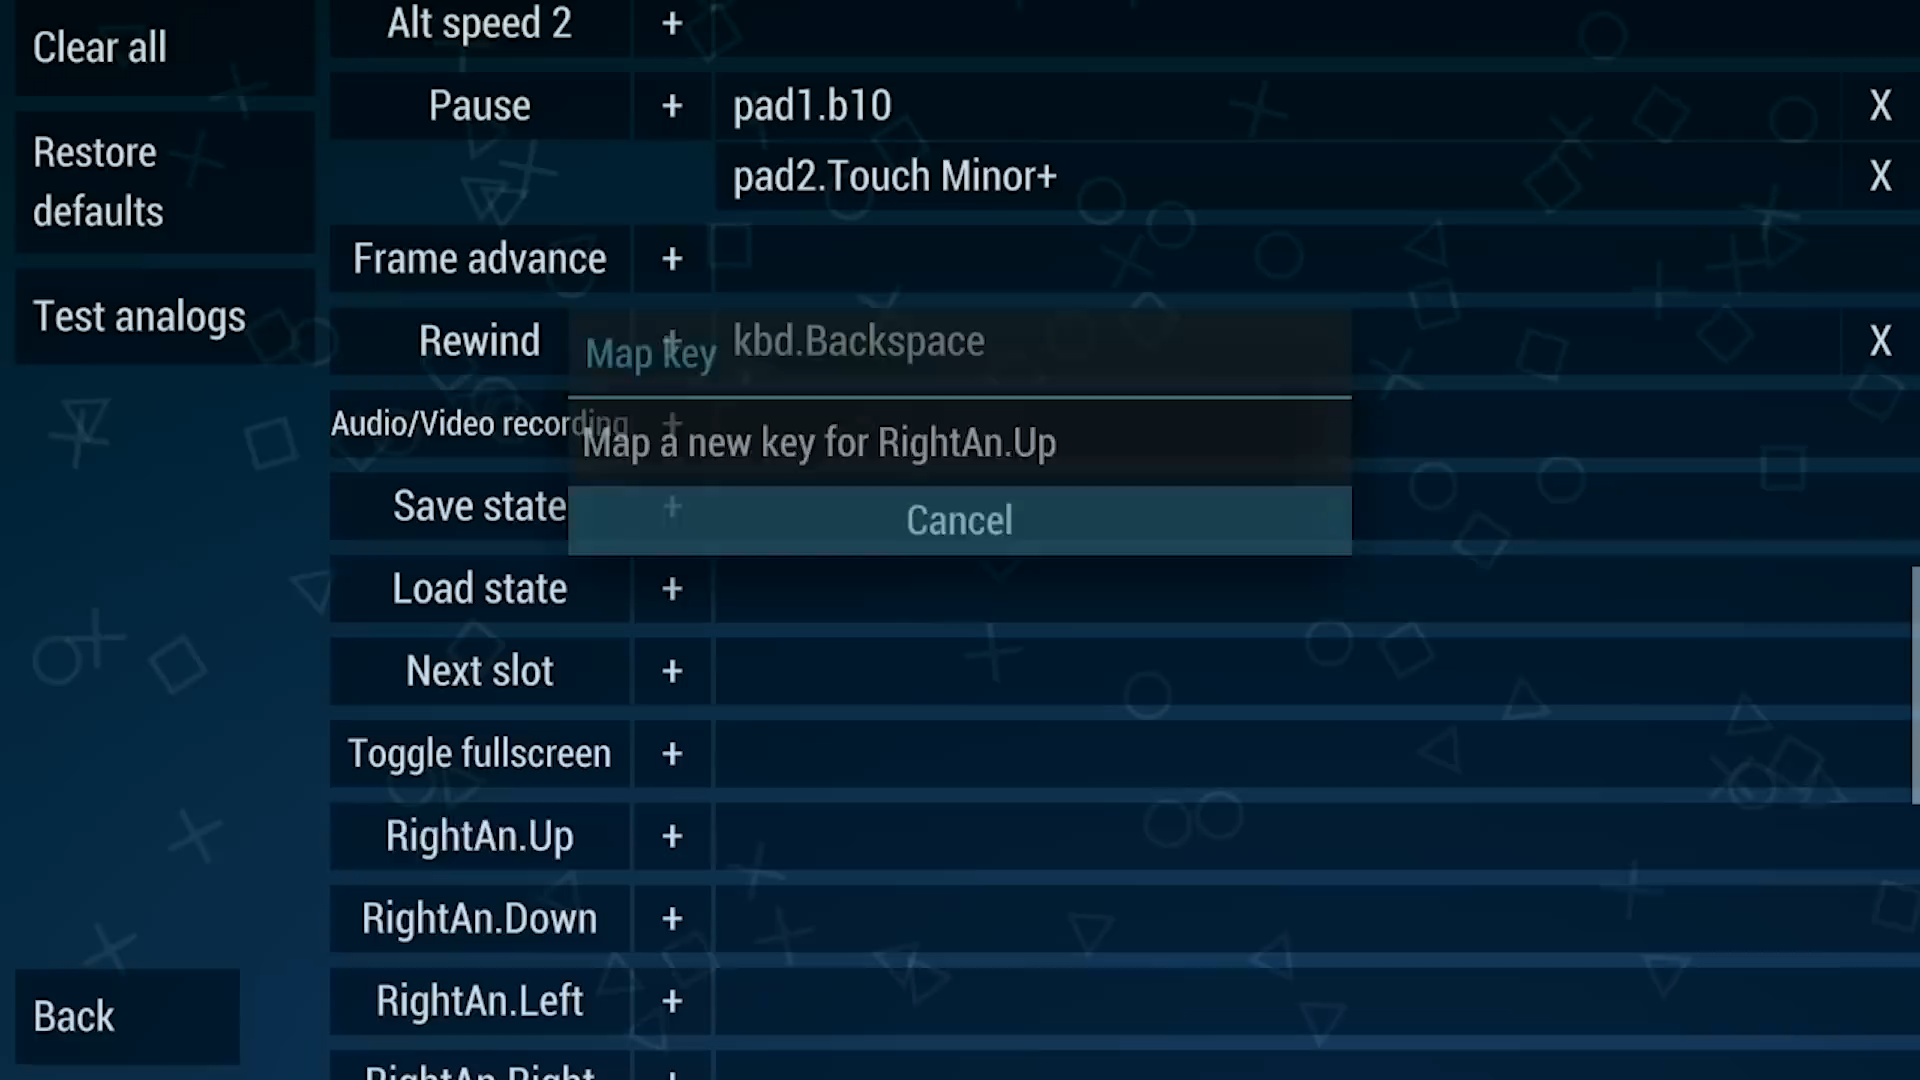 Clear all
Restore
defaults
Test analogs
Back
Alt speed 2 +
Pause + pad1.b10 X
pad2.Touch Minor+ X
Frame advance +
Rewind + kbd.Backspace X
Audio/Video recording +
Save state +
Load state +
Next slot +
Toggle fullscreen +
RightAn.Up +
RightAn.Down +
RightAn.Left +
RightAn.Right +
Map key
Map a new key for RightAn.Up
Cancel